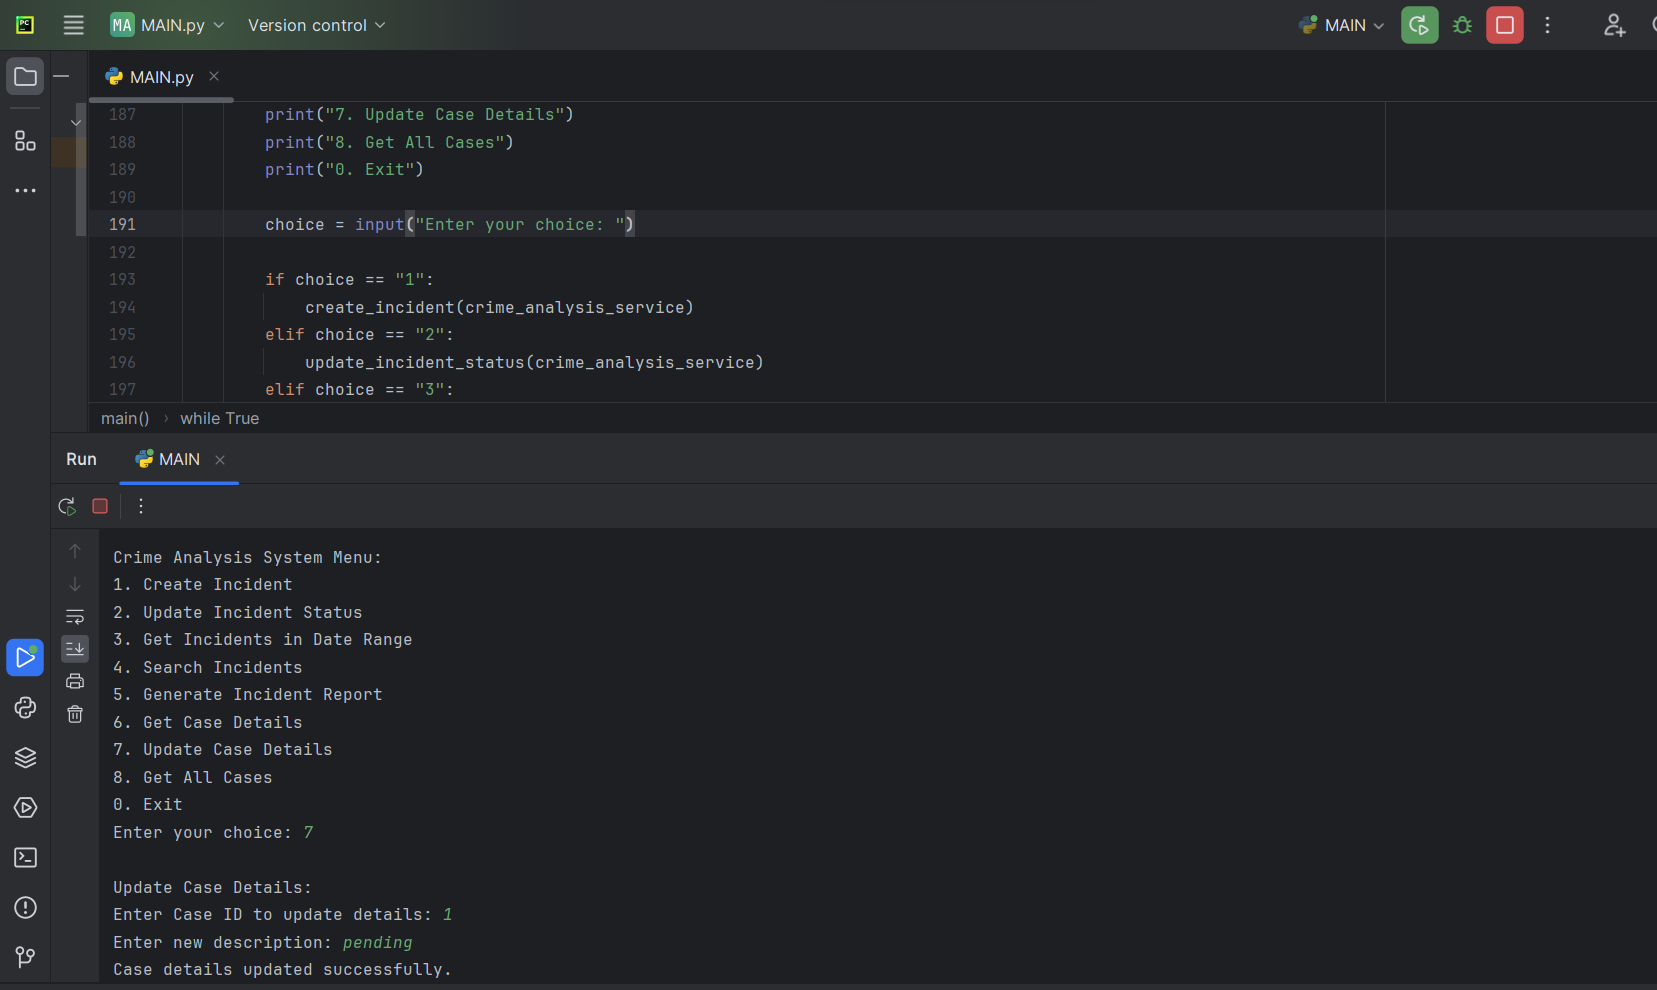 PC MA MAIN.py Version control MAIN
MAIN.py
187 print("7. Update Case Details")
188 print("8. Get All Cases")
189 print("0. Exit")
190
191 choice = input("Enter your choice: ")
192
193 if choice == "1":
194 create_incident(crime_analysis_service)
195 elif choice == "2":
196 update_incident_status(crime_analysis_service)
197 elif choice == "3":
main() › while True
Run MAIN
Crime Analysis System Menu:
1. Create Incident
2. Update Incident Status
3. Get Incidents in Date Range
4. Search Incidents
5. Generate Incident Report
6. Get Case Details
7. Update Case Details
8. Get All Cases
0. Exit
Enter your choice: 7
Update Case Details:
Enter Case ID to update details: 1
Enter new description: pending
Case details updated successfully.